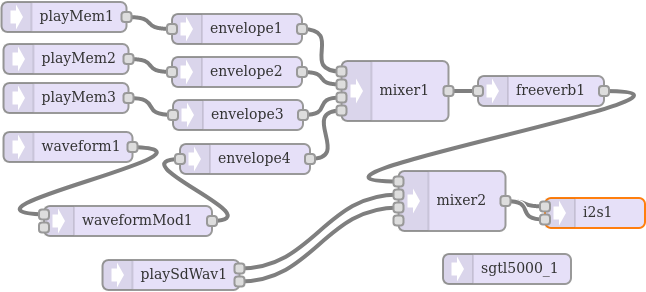 playMem1
envelope1
playMem2
envelope2
mixer1
freeverb1
playMem3
envelope3
waveform1
envelope4
waveformMod1
mixer2
i2s1
playSdWav1
sgtl5000_1